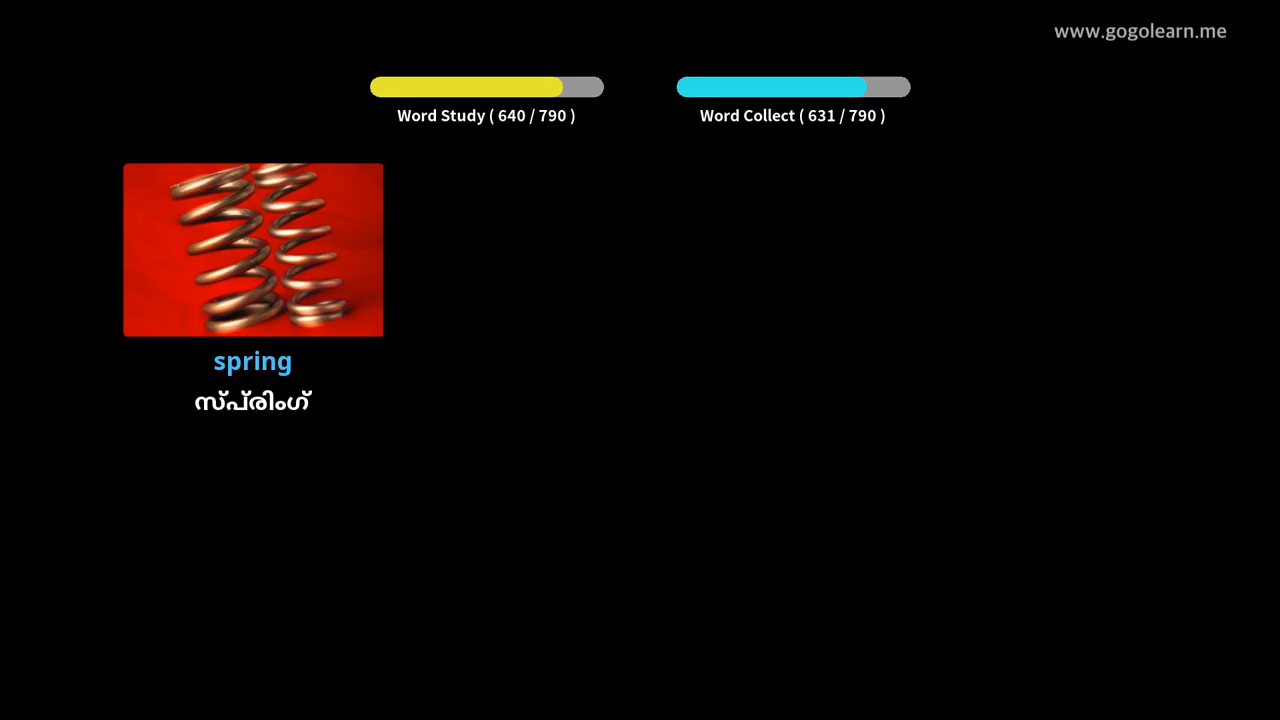 www.gogolearn.me
Word Study ( 640 / 790 )
Word Collect ( 631 / 790 )
spring
സ്പ്രിംഗ്